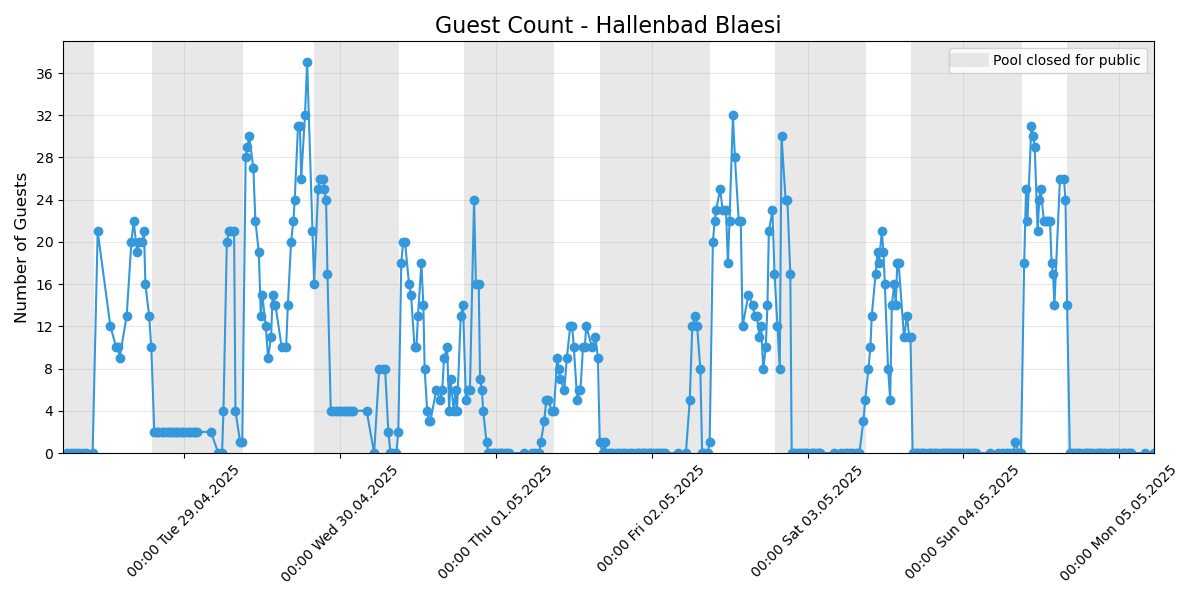 Guest Count - Hallenbad Blaesi
Pool closed for public
Number of Guests
36
32
28
24
20
16
12
8
4
0
00:00 Tue 29.04.2025
00:00 Wed 30.04.2025
00:00 Thu 01.05.2025
00:00 Fri 02.05.2025
00:00 Sat 03.05.2025
00:00 Sun 04.05.2025
00:00 Mon 05.05.2025